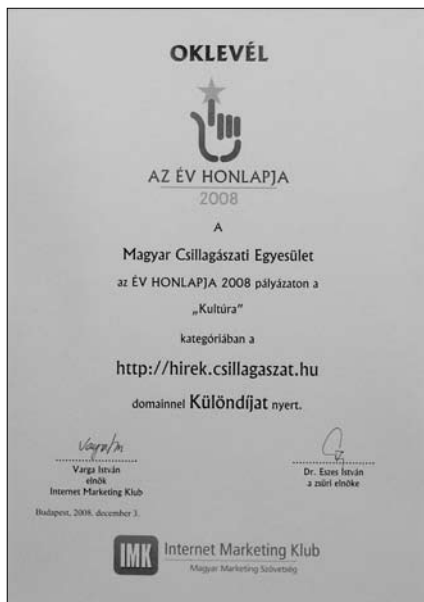 OKLEVÉL
AZ ÉV HONLAPJA
2008
A
Magyar Csillagászati Egyesület
az ÉV HONLAPJA 2008 pályázaton a
„Kultúra”
kategóriában a
http://hirek.csillagaszat.hu
domainnel Különdíjat nyert.
Varga István
elnök
Internet Marketing Klub
Dr. Eszes István
a zsűri elnöke
Budapest, 2008. december 3.
IMK Internet Marketing Klub
Magyar Marketing Szövetség